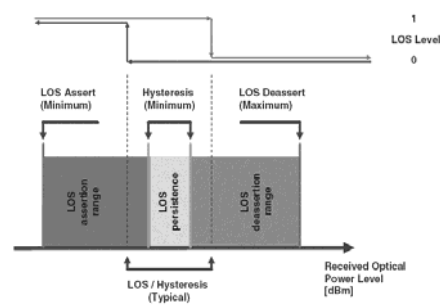 1
LOS Level
0
LOS Assert
(Minimum)
Hysteresis
(Minimum)
LOS Deassert
(Maximum)
LOS
assertion
range
LOS
persistence
LOS
deassertion
range
Received Optical
Power Level
[dBm]
LOS / Hysteresis
(Typical)